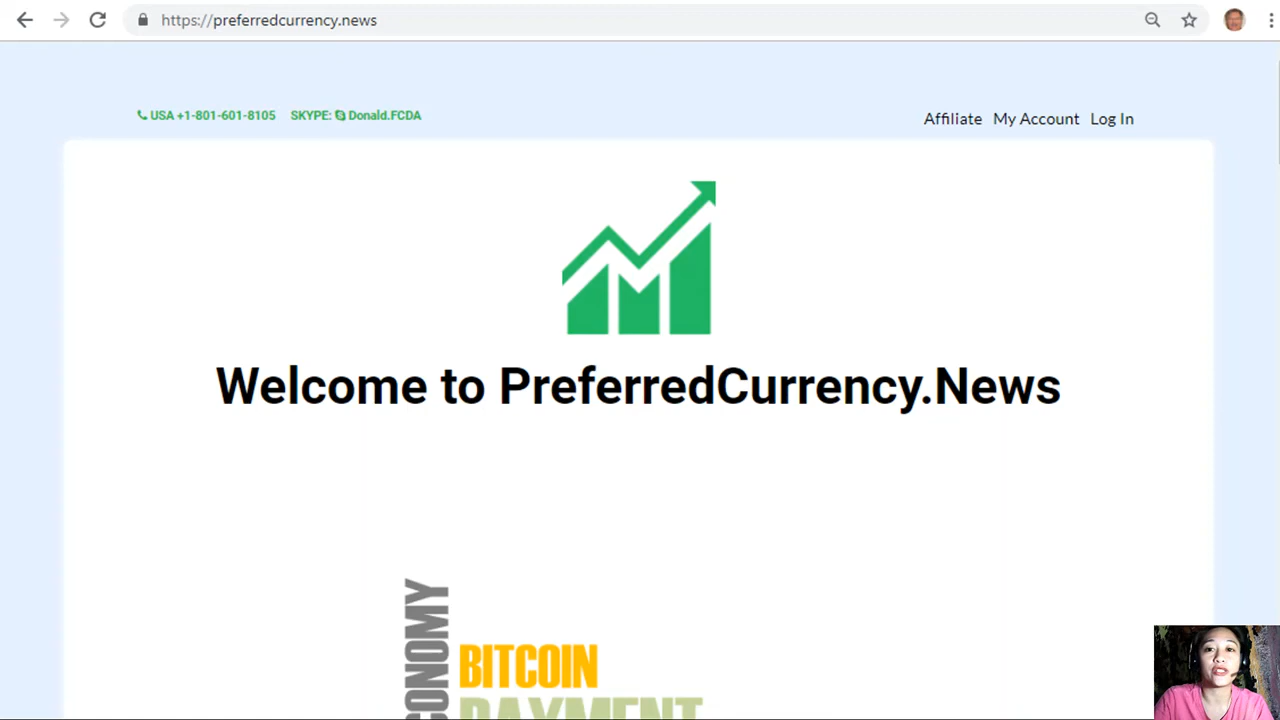 https://preferredcurrency.news
USA +1-801-601-8105 SKYPE: Donald.FCDA
Affiliate My Account Log In
Welcome to PreferredCurrency.News
BITCOIN
PAYMENT